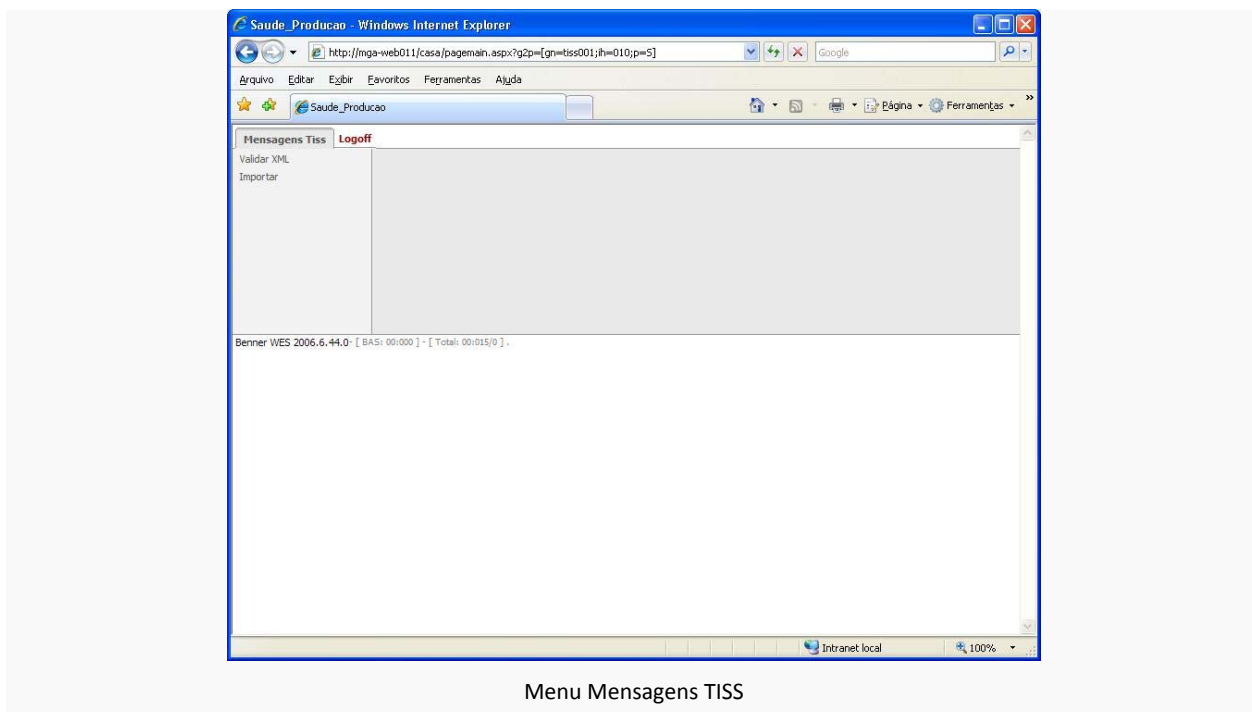 Saude_Producao - Windows Internet Explorer
http://mga-web011/casa/pagemain.aspx?g2p=[gn=tiss001;ih=010;p=S]
Google
Arquivo Editar Exibir Favoritos Ferramentas Ajuda
Saude_Producao
Página
Ferramentas
»
Mensagens Tiss Logoff
Validar XML
Importar
Benner WES 2006.6.44.0- [ BAS: 00:000 ] - [ Total: 00:015/0 ] .
Intranet local
100%
Menu Mensagens TISS